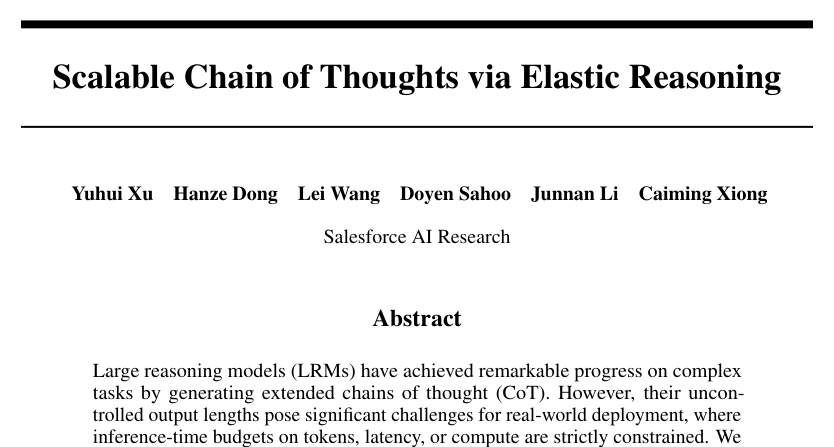 Scalable Chain of Thoughts via Elastic Reasoning
Yuhui Xu Hanze Dong Lei Wang Doyen Sahoo Junnan Li Caiming Xiong
Salesforce AI Research
Abstract
Large reasoning models (LRMs) have achieved remarkable progress on complex
tasks by generating extended chains of thought (CoT). However, their uncon-
trolled output lengths pose significant challenges for real-world deployment, where
inference-time budgets on tokens, latency, or compute are strictly constrained. We